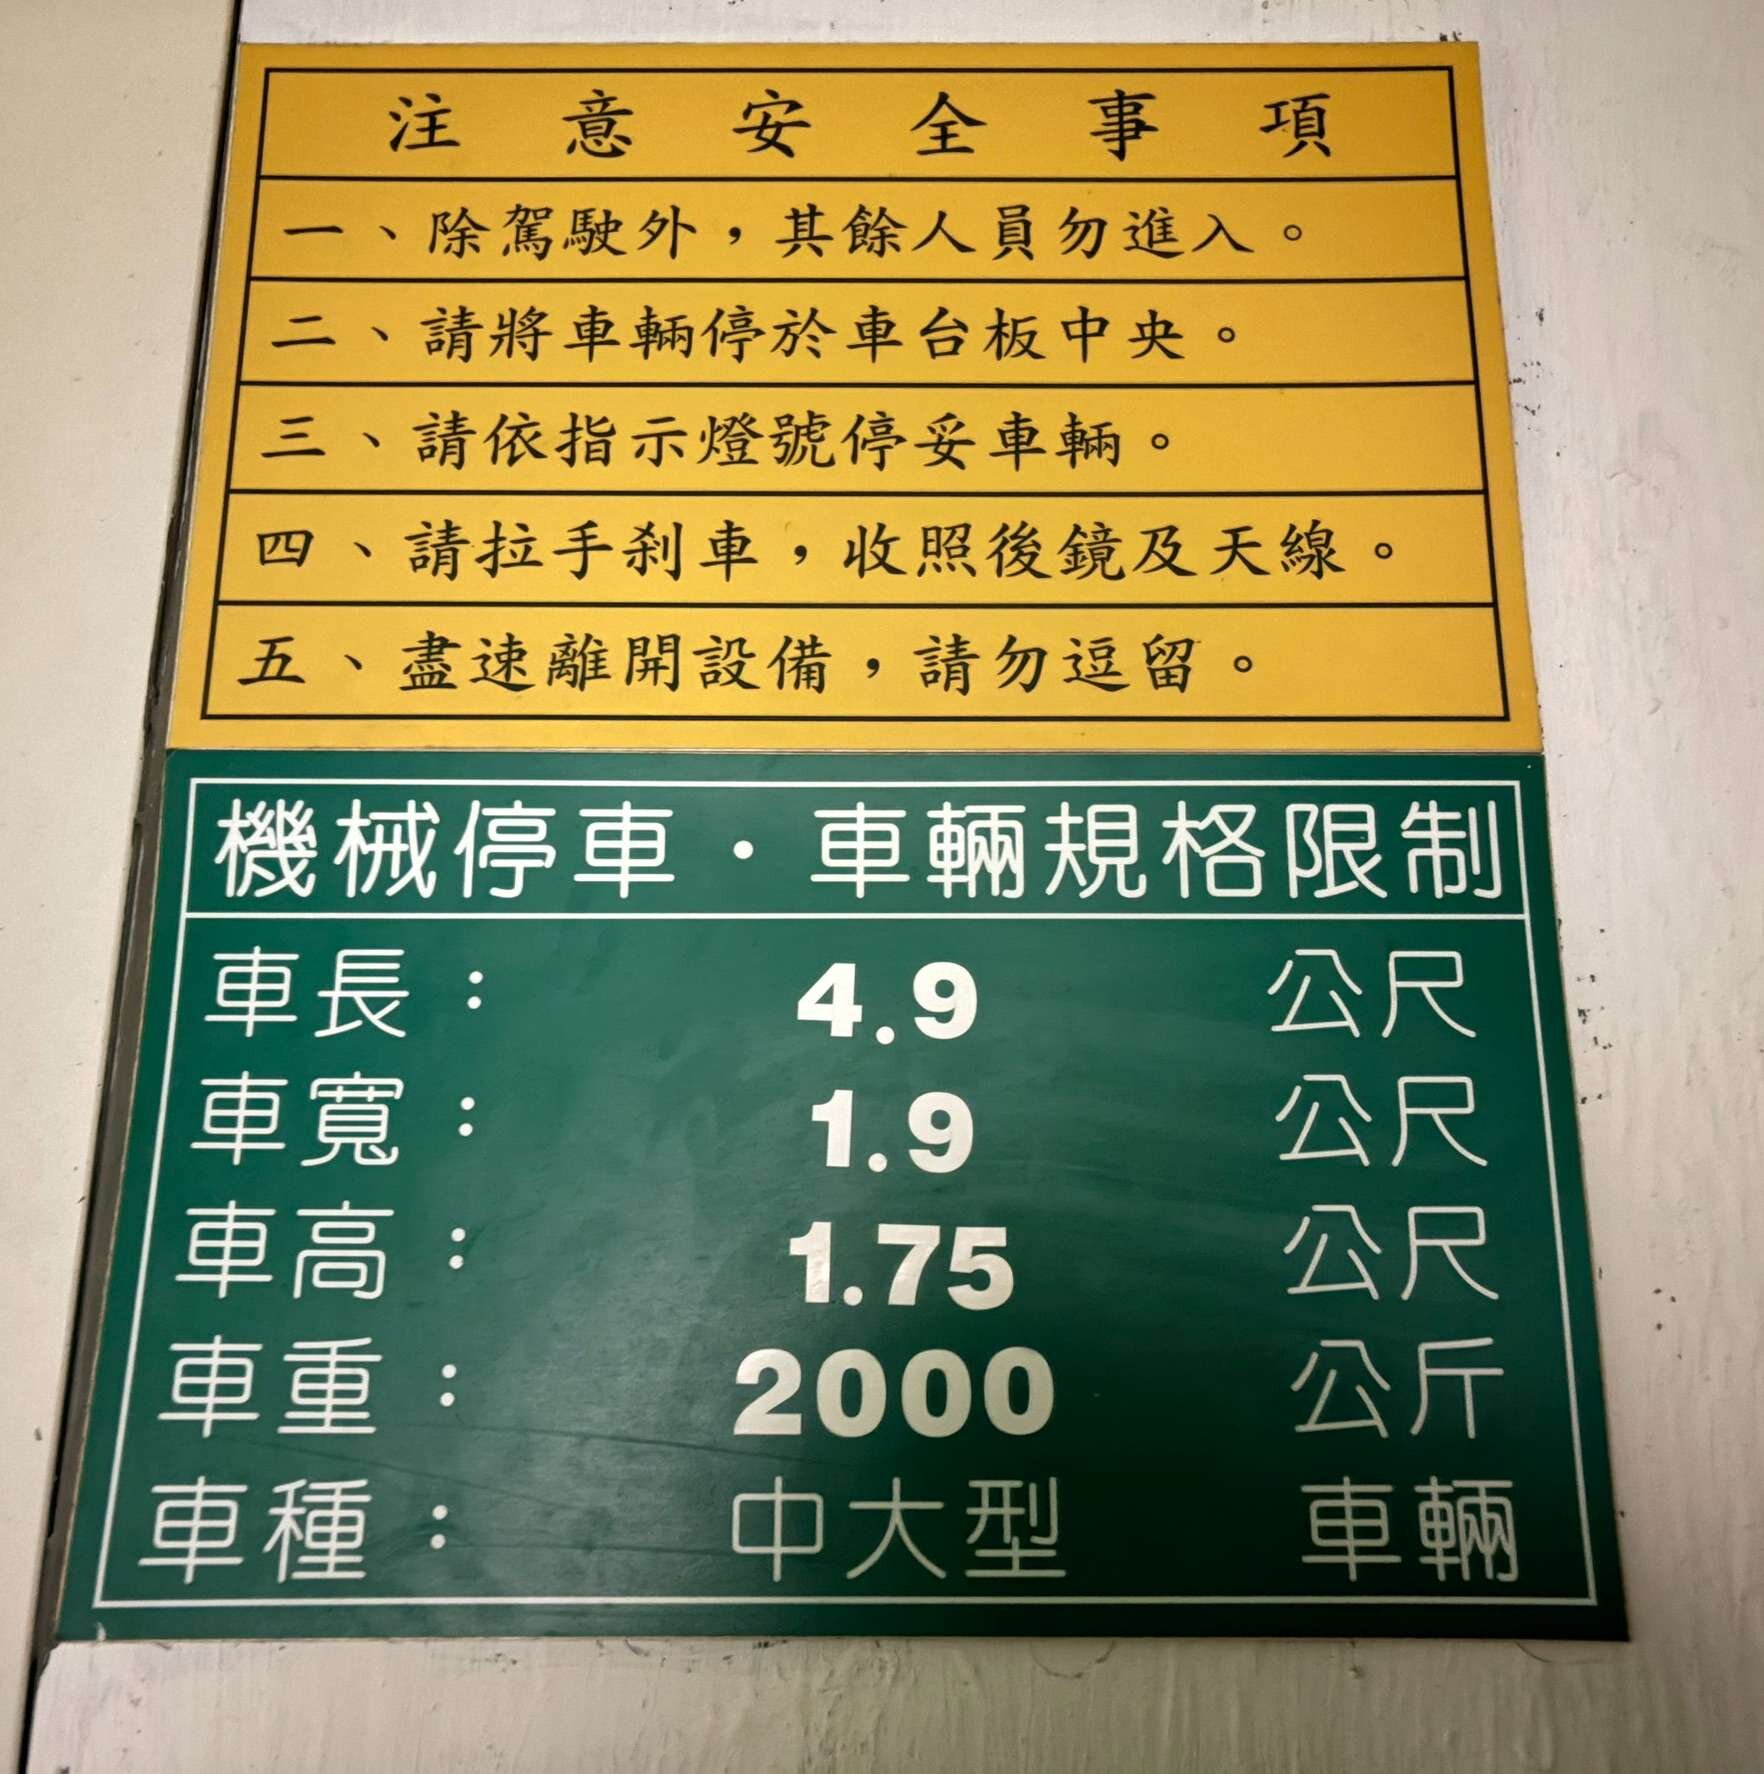 注意安全事項
一、除駕駛外，其餘人員勿進入。
二、請將車輛停於車台板中央。
三、請依指示燈號停妥車輛。
四、請拉手刹車，收照後鏡及天線。
五、盡速離開設備，請勿逗留。
機械停車・車輛規格限制
車長： 4.9 公尺
車寬： 1.9 公尺
車高： 1.75 公尺
車重： 2000 公斤
車種： 中大型 車輛